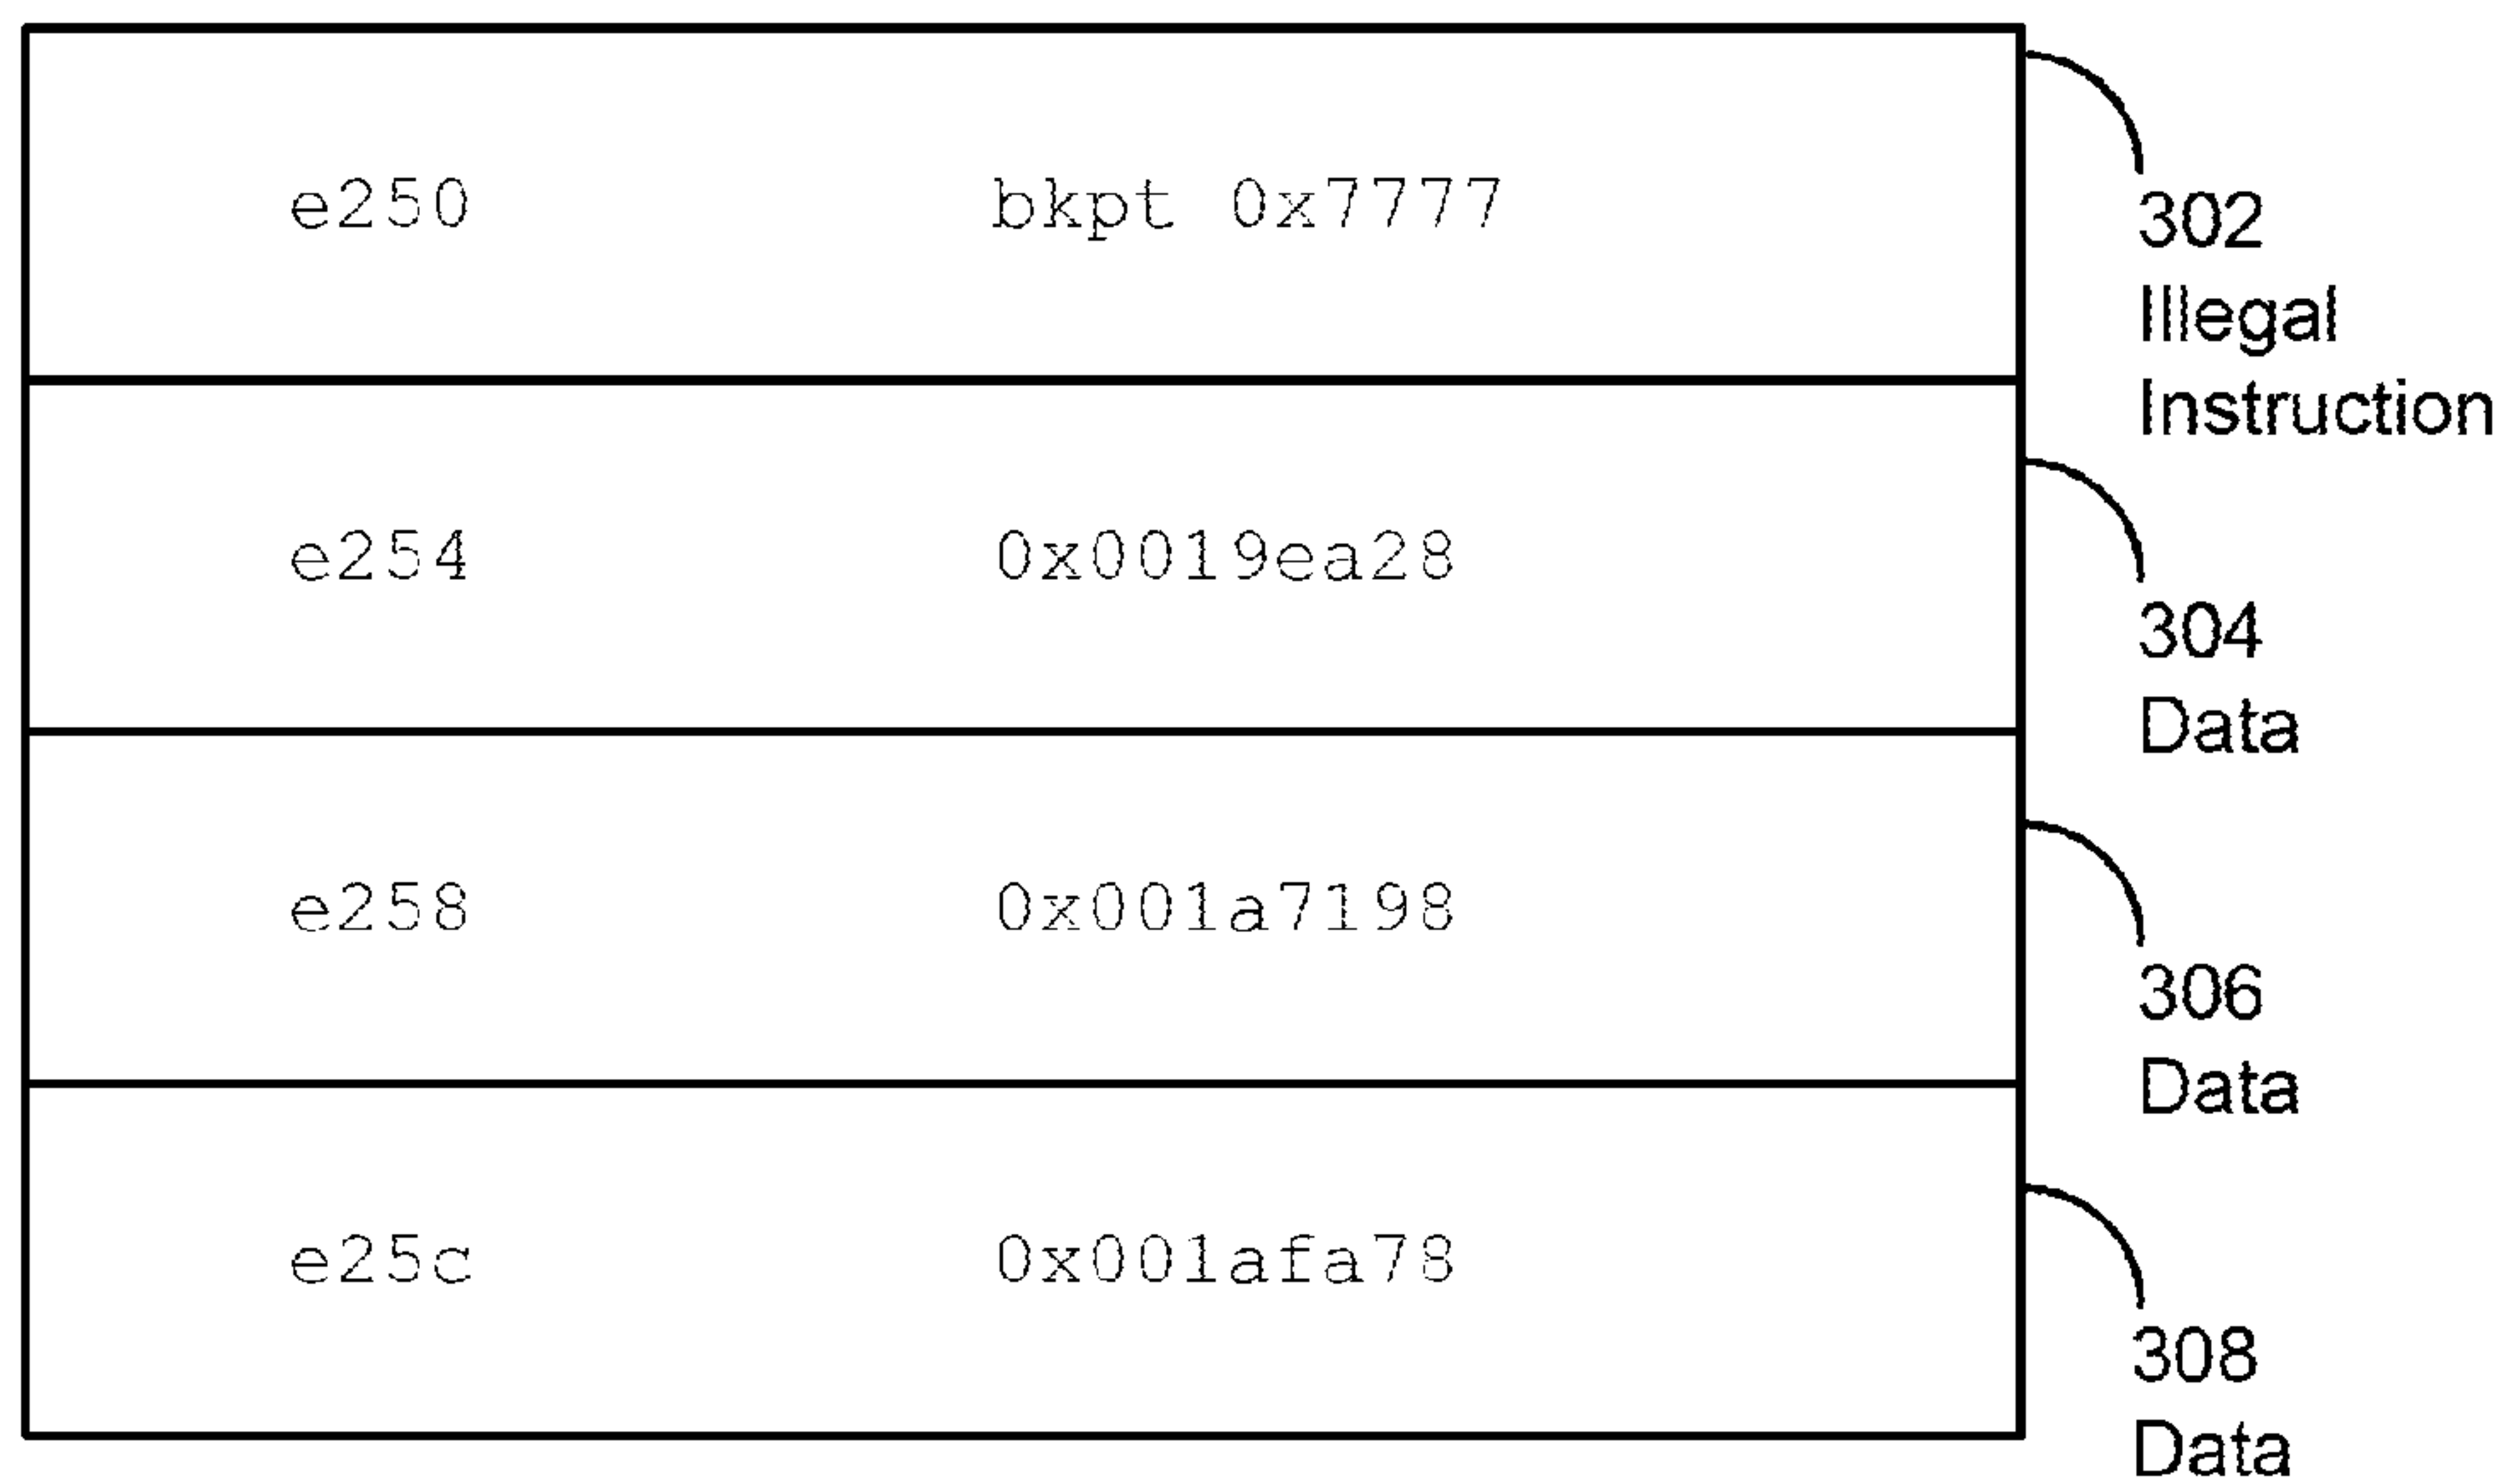 e250 bkpt 0x7777
302
Illegal
Instruction
e254 0x0019ea28
304
Data
e258 0x001a7198
306
Data
e25c 0x001afa78
308
Data